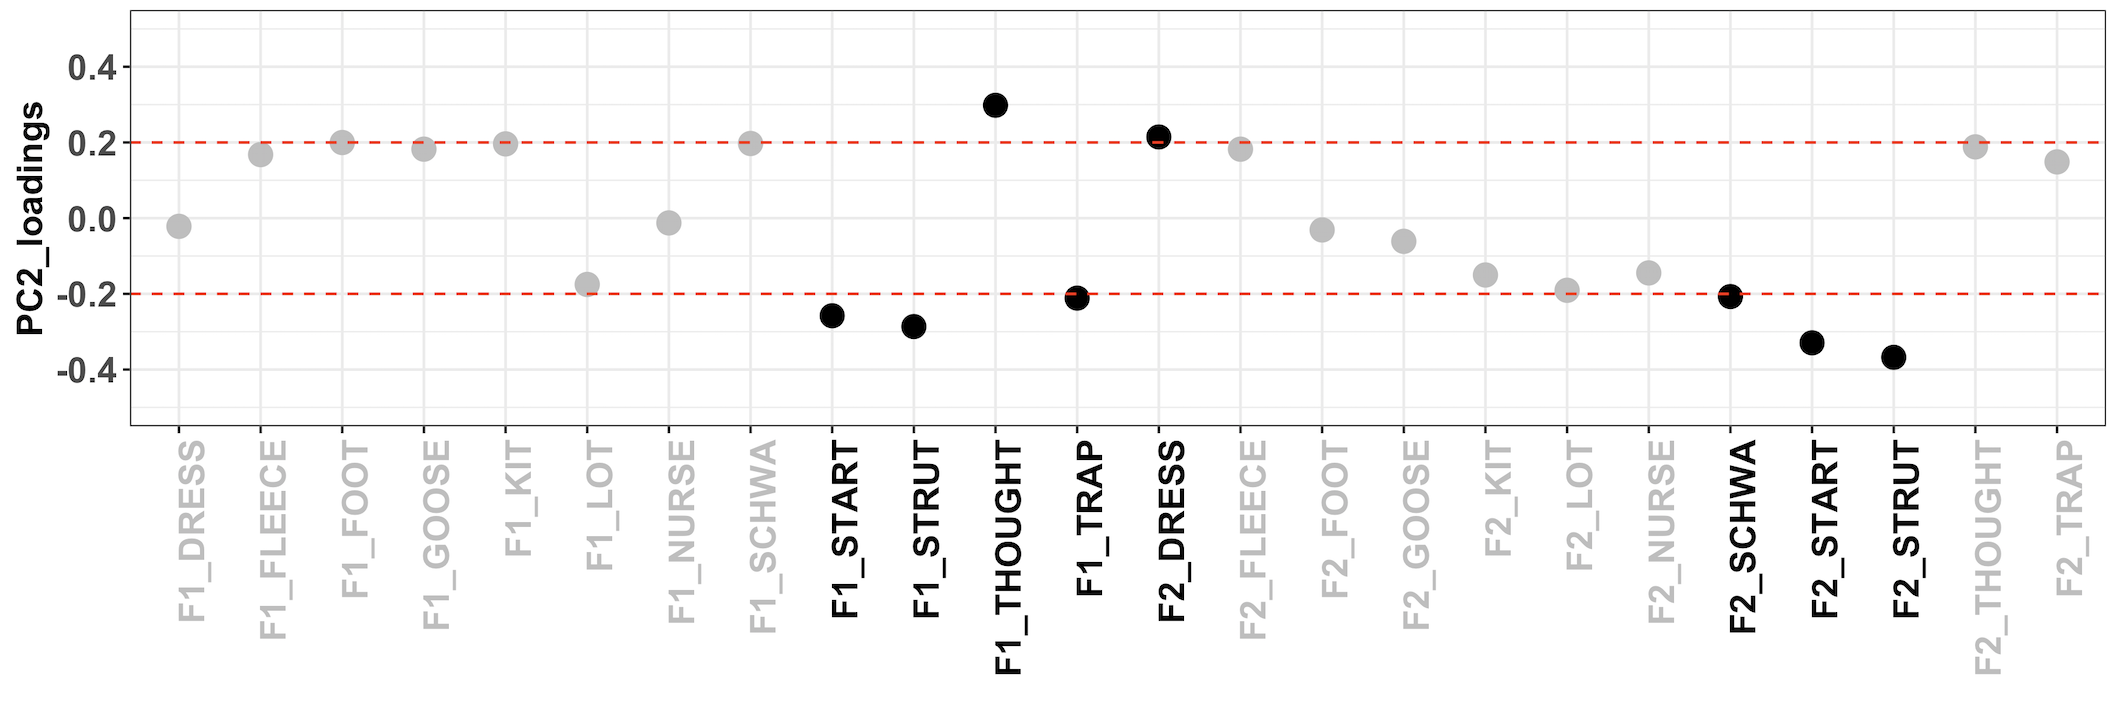 PC2_loadings
0.4
0.2
0.0
-0.2
-0.4
F1_DRESS
F1_FLEECE
F1_FOOT
F1_GOOSE
F1_KIT
F1_LOT
F1_NURSE
F1_SCHWA
F1_START
F1_STRUT
F1_THOUGHT
F1_TRAP
F2_DRESS
F2_FLEECE
F2_FOOT
F2_GOOSE
F2_KIT
F2_LOT
F2_NURSE
F2_SCHWA
F2_START
F2_STRUT
F2_THOUGHT
F2_TRAP